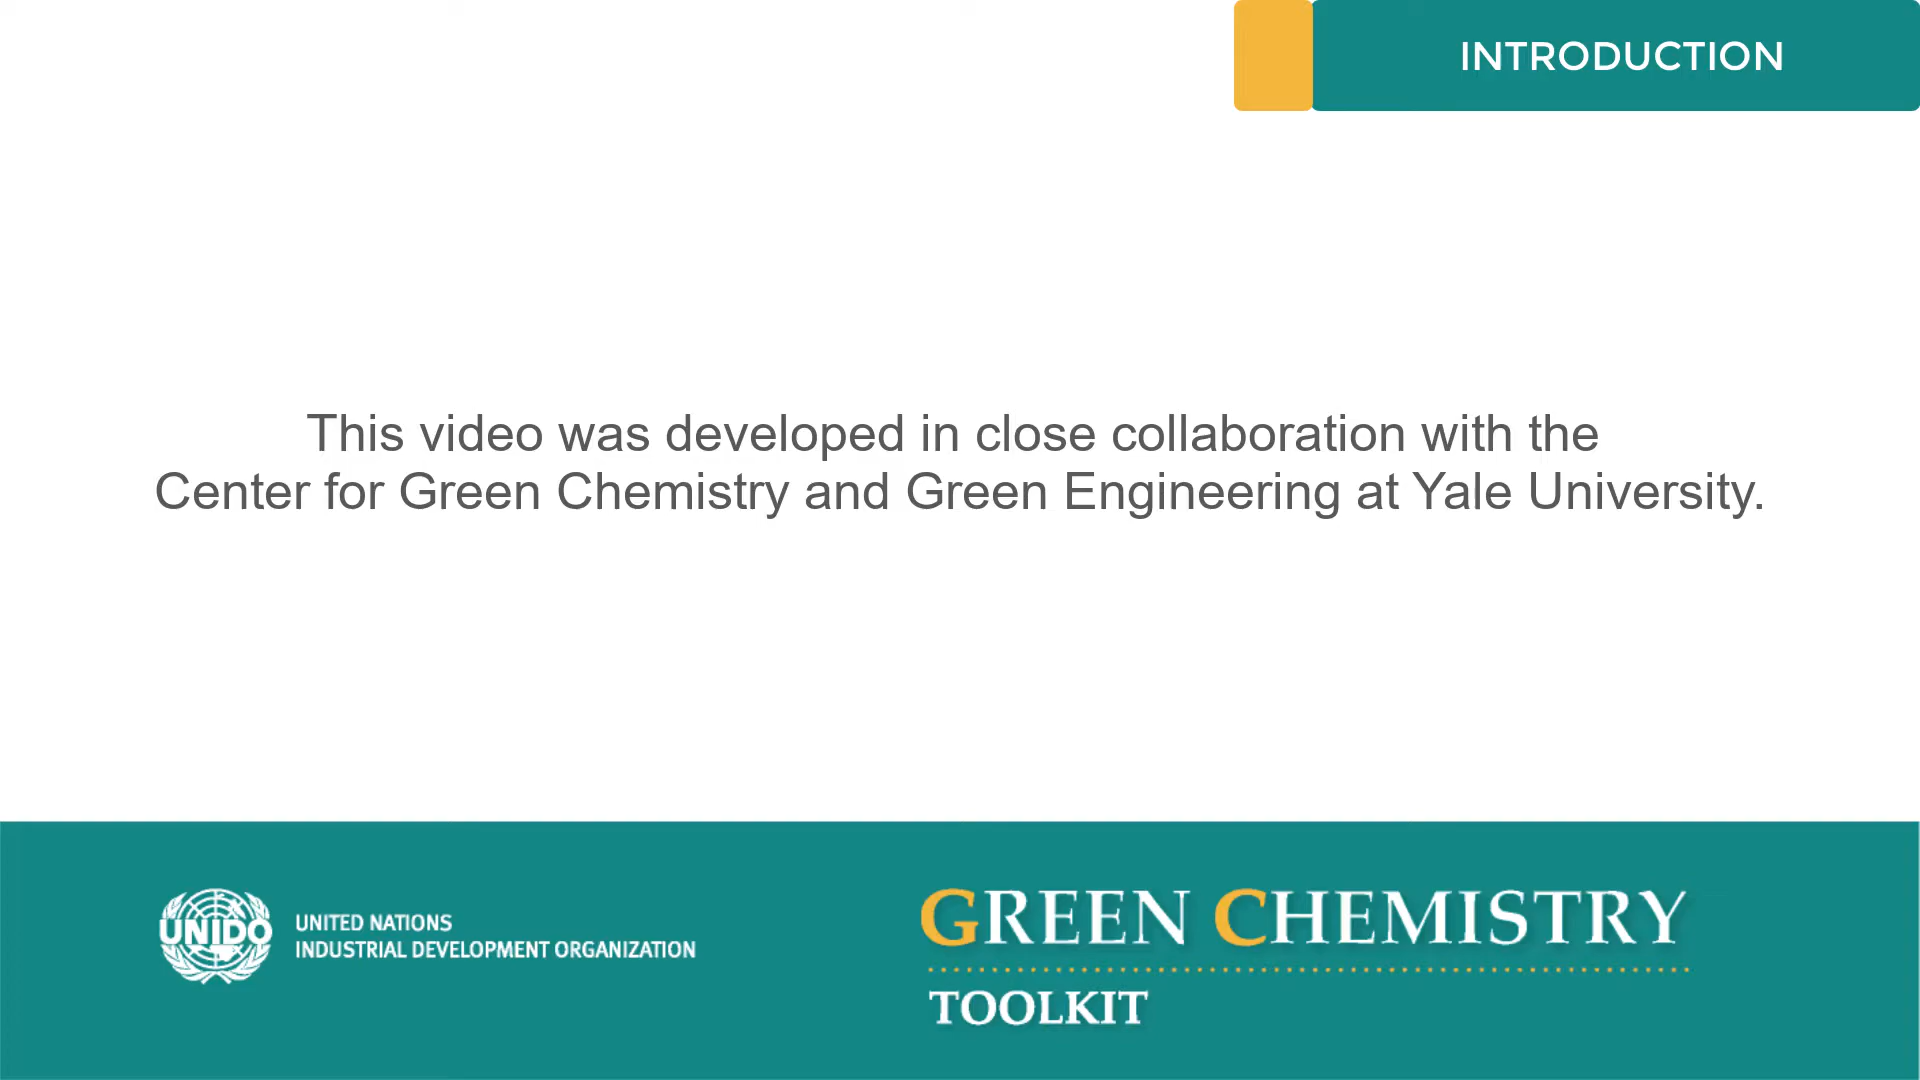 INTRODUCTION
This video was developed in close collaboration with the
Center for Green Chemistry and Green Engineering at Yale University.
UNIDO
UNITED NATIONS
INDUSTRIAL DEVELOPMENT ORGANIZATION
GREEN CHEMISTRY
TOOLKIT